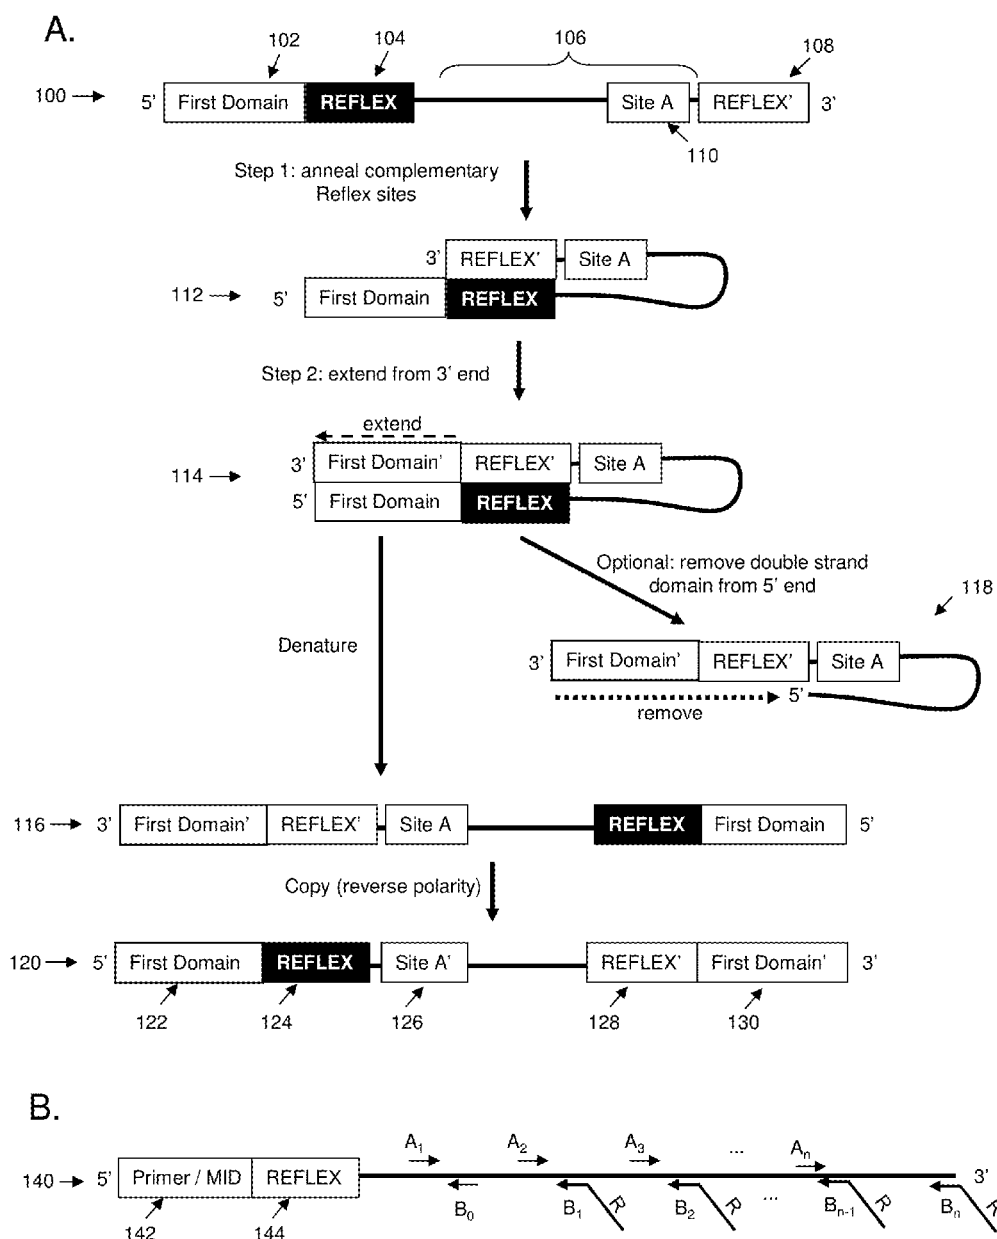 A.
102
104
106
108
100
5'
First Domain
REFLEX
Site A
REFLEX'
3'
110
Step 1: anneal complementary
Reflex sites
3'
REFLEX'
Site A
112
5'
First Domain
REFLEX
Step 2: extend from 3' end
extend
3'
First Domain'
REFLEX'
Site A
114
5'
First Domain
REFLEX
Optional: remove double strand
domain from 5' end
118
Denature
3'
First Domain'
REFLEX'
Site A
5'
remove
116
3'
First Domain'
REFLEX'
Site A
REFLEX
First Domain
5'
Copy (reverse polarity)
120
5'
First Domain
REFLEX
Site A'
REFLEX'
First Domain'
3'
122
124
126
128
130
B.
A1
A2
A3
...
An
140
5'
Primer / MID
REFLEX
3'
142
144
B0
B1
R
B2
R
...
Bn-1
R
Bn
R